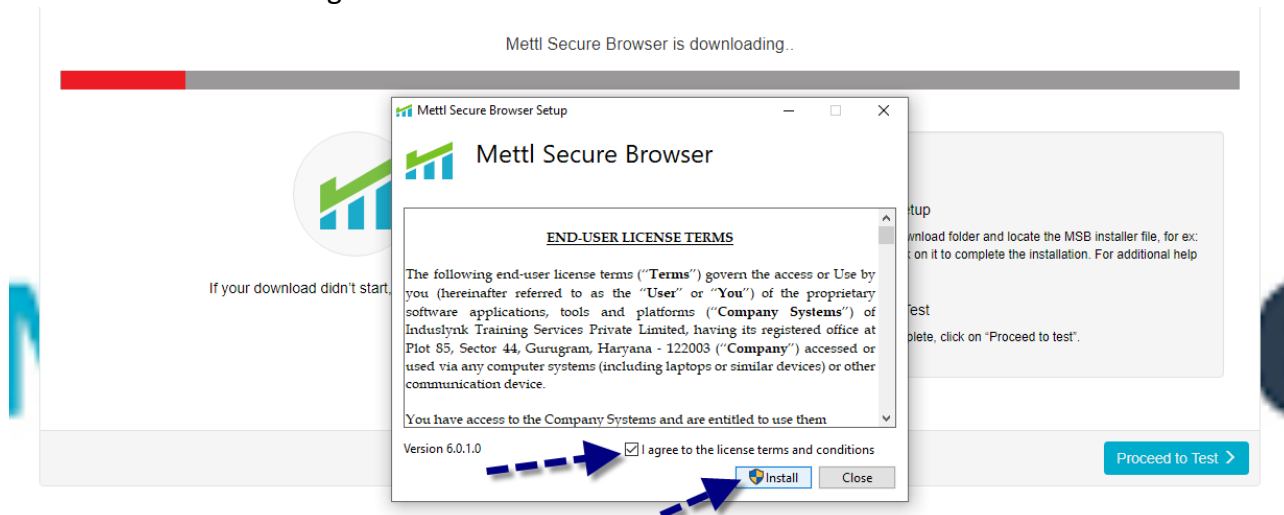 Mettl Secure Browser is downloading..
Mettl Secure Browser Setup
Mettl Secure Browser
END-USER LICENSE TERMS
The following end-user license terms (“Terms”) govern the access or Use by
you (hereinafter referred to as the “User” or “You”) of the proprietary
software applications, tools and platforms (“Company Systems”) of
Induslynk Training Services Private Limited, having its registered office at
Plot 85, Sector 44, Gurugram, Haryana - 122003 (“Company”) accessed or
used via any computer systems (including laptops or similar devices) or other
communication device.
You have access to the Company Systems and are entitled to use them
Version 6.0.1.0
I agree to the license terms and conditions
Install
Close
If your download didn't start,
folder and locate the MSB installer file, for ex:
on it to complete the installation. For additional help
click on “Proceed to test”.
Proceed to Test